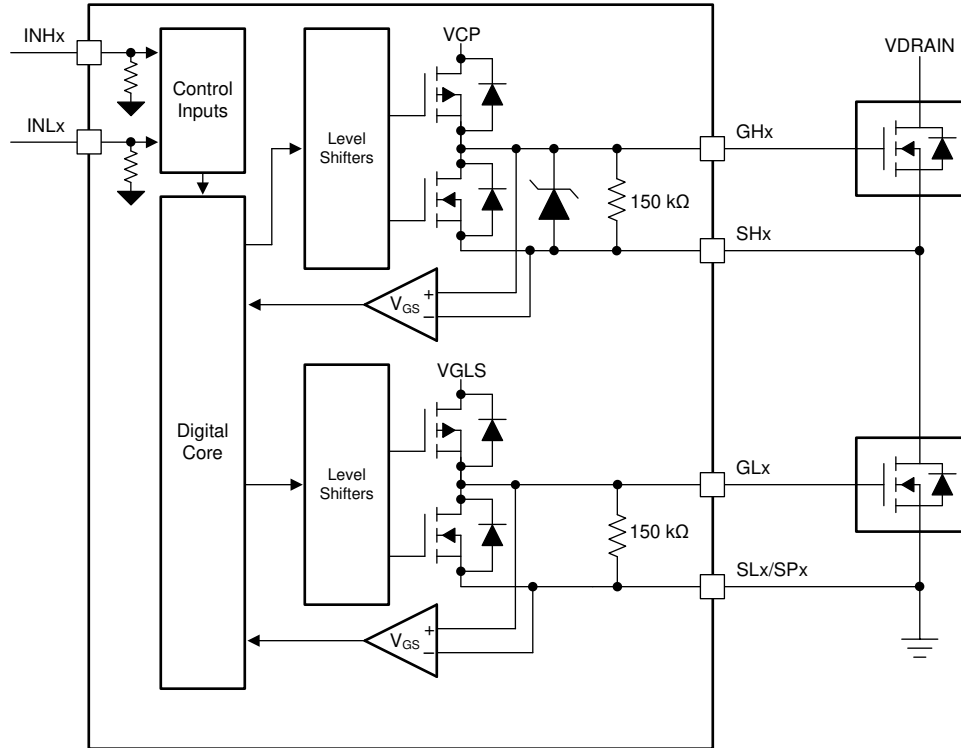 INHx
INLx
Control
Inputs
Digital
Core
Level
Shifters
VCP
VGS
+
−
150 kΩ
GHx
SHx
VDRAIN
Level
Shifters
VGLS
VGS
+
−
150 kΩ
GLx
SLx/SPx